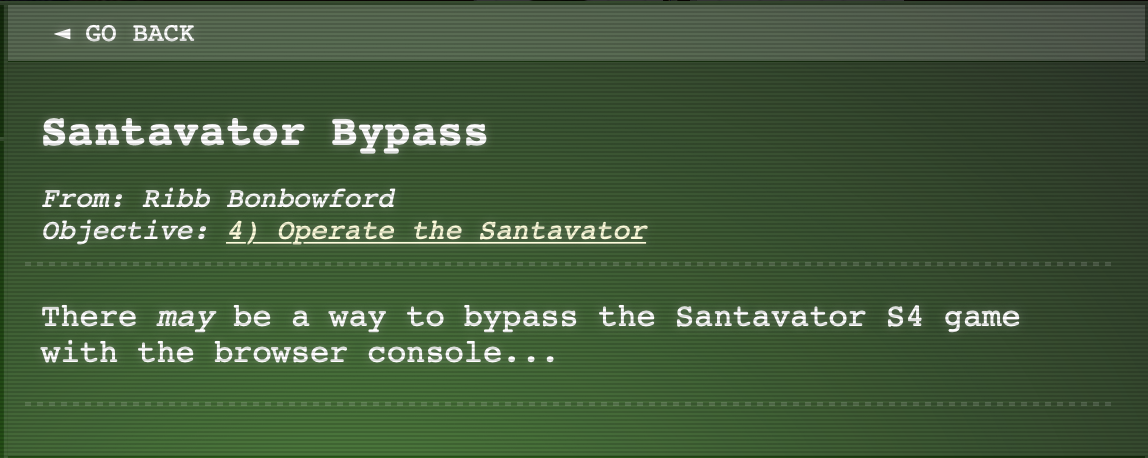 ◄ GO BACK
Santavator Bypass
From: Ribb Bonbowford
Objective: 4) Operate the Santavator
There may be a way to bypass the Santavator S4 game
with the browser console...